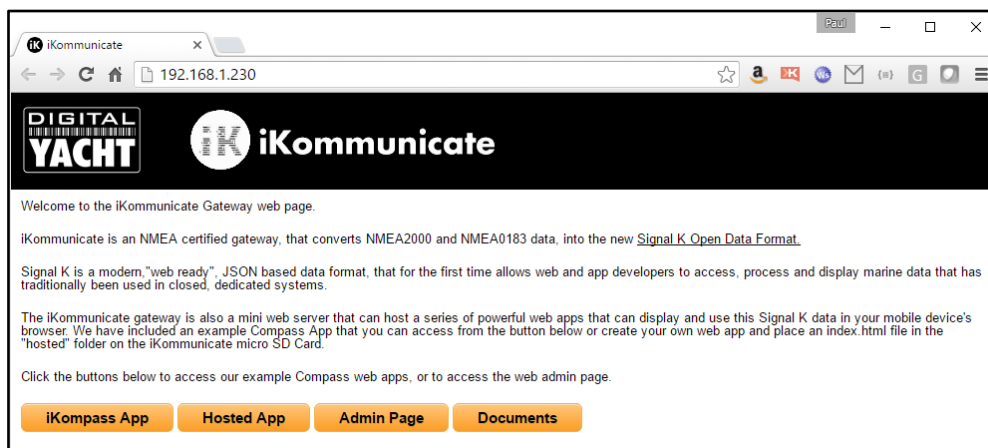 Paul
iKommunicate
192.168.1.230
DIGITAL
YACHT
iK iKommunicate
Welcome to the iKommunicate Gateway web page.
iKommunicate is an NMEA certified gateway, that converts NMEA2000 and NMEA0183 data, into the new Signal K Open Data Format.
Signal K is a modern,"web ready", JSON based data format, that for the first time allows web and app developers to access, process and display marine data that has
traditionally been used in closed, dedicated systems.
The iKommunicate gateway is also a mini web server that can host a series of powerful web apps that can display and use this Signal K data in your mobile device's
browser. We have included an example Compass App that you can access from the button below or create your own web app and place an index.html file in the
"hosted" folder on the iKommunicate micro SD Card.
Click the buttons below to access our example Compass web apps, or to access the web admin page.
iKompass App Hosted App Admin Page Documents